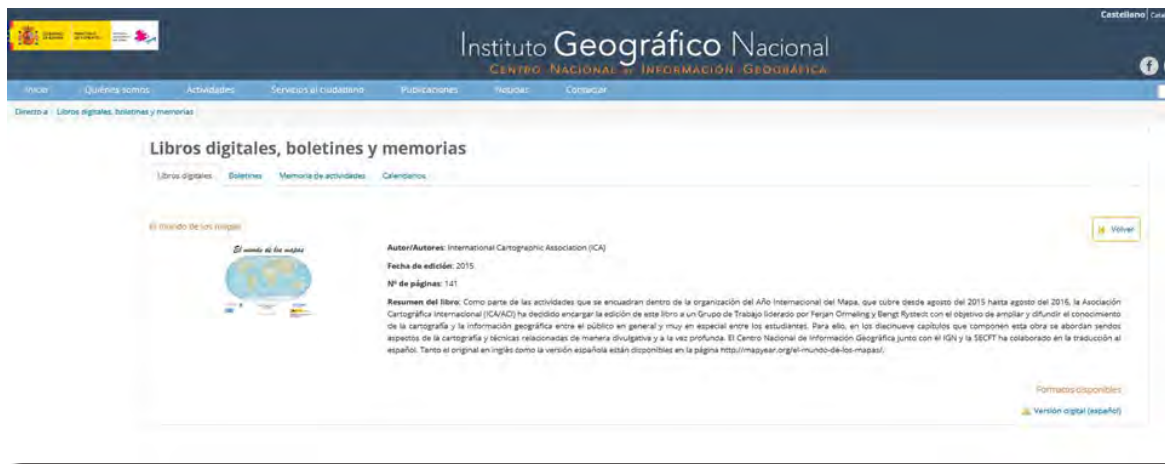 Castellano
Instituto Geográfico Nacional
CENTRO NACIONAL DE INFORMACIÓN GEOGRÁFICA
Inicio Quiénes somos Actividades Servicios al ciudadano Publicaciones Noticias Contactar
Directo a Libros digitales, boletines y memorias
Libros digitales, boletines y memorias
Libros digitales Boletines Memoria de actividades Calendarios
El mundo de los mapas
Volver
El mundo de los mapas
Autor/Autores: International Cartographic Association (ICA)
Fecha de edición: 2015
Nº de páginas: 141
Resumen del libro: Como parte de las actividades que se encuadran dentro de la organización del Año Internacional del Mapa, que cubre desde agosto del 2015 hasta agosto del 2016, la Asociación
Cartográfica Internacional (ICA/ACI) ha decidido encargar la edición de este libro a un Grupo de Trabajo liderado por Ferjan Ormeling y Bengt Rystedt con el objetivo de ampliar y difundir el conocimiento
de la cartografía y la información geográfica entre el público en general y muy en especial entre los estudiantes. Para ello, en los diecinueve capítulos que componen esta obra se abordan sendos
aspectos de la cartografía y técnicas relacionadas de manera divulgativa y a la vez profunda. El Centro Nacional de Información Geográfica junto con el IGN y la SECFT ha colaborado en la traducción al
español. Tanto el original en inglés como la versión española están disponibles en la página http://mapyear.org/el-mundo-de-los-mapas/.
Formatos disponibles
Versión digital (español)